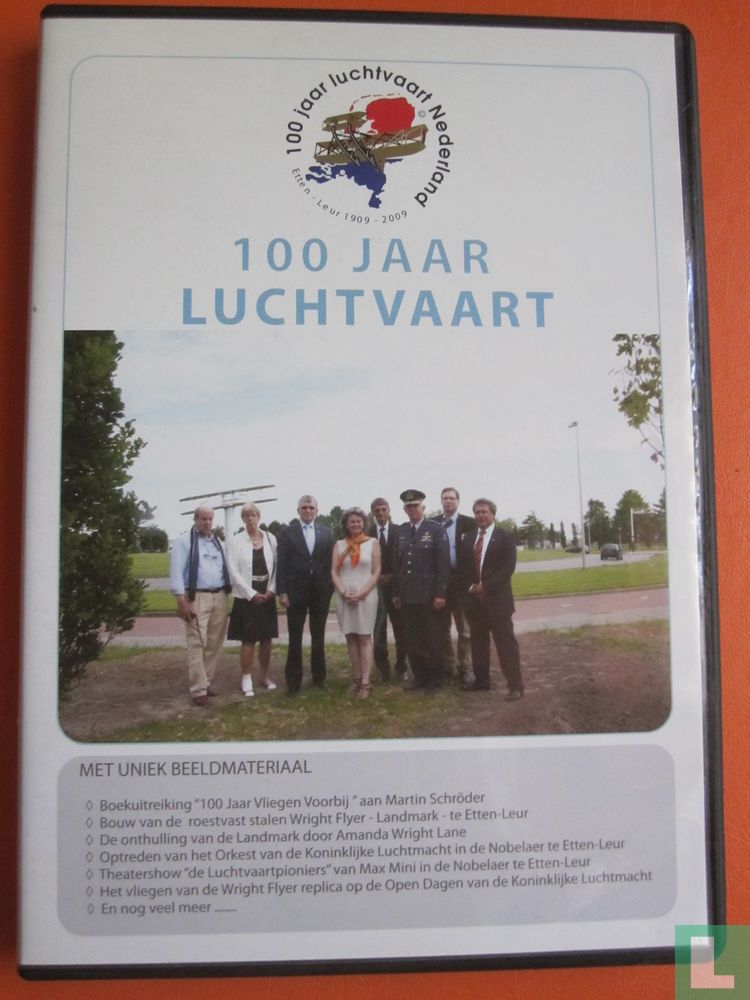 100 jaar luchtvaart Nederland
©
Etten - Leur 1909 - 2009
100 JAAR
LUCHTVAART
MET UNIEK BEELDMATERIAAL
◊ Boekuitreiking "100 Jaar Vliegen Voorbij " aan Martin Schröder
◊ Bouw van de roestvast stalen Wright Flyer - Landmark - te Etten-Leur
◊ De onthulling van de Landmark door Amanda Wright Lane
◊ Optreden van het Orkest van de Koninklijke Luchtmacht in de Nobelaer te Etten-Leur
◊ Theatershow "de Luchtvaartpioniers" van Max Mini in de Nobelaer te Etten-Leur
◊ Het vliegen van de Wright Flyer replica op de Open Dagen van de Koninklijke Luchtmacht
◊ En nog veel meer .......